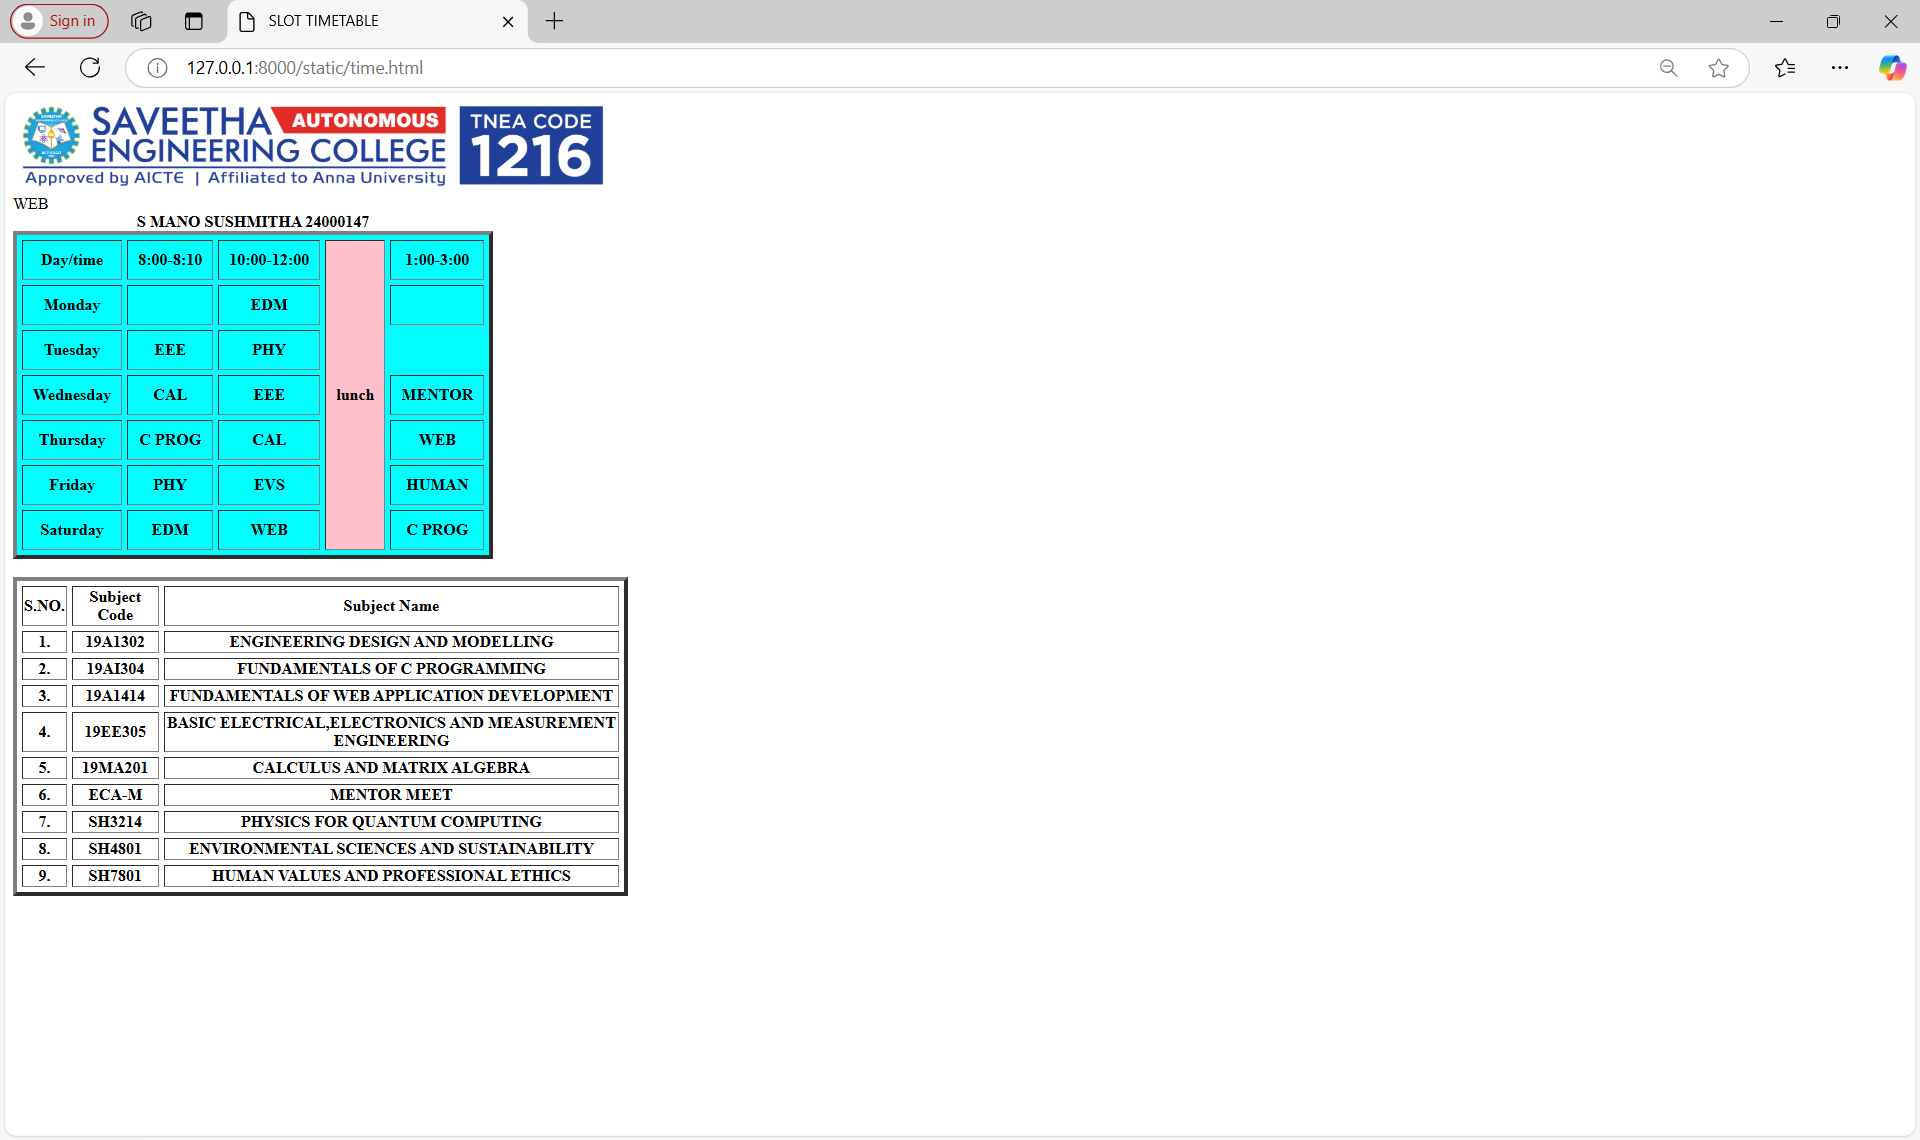 Sign in
SLOT TIMETABLE
127.0.0.1:8000/static/time.html
SAVEETHA AUTONOMOUS
ENGINEERING COLLEGE
Approved by AICTE | Affiliated to Anna University
TNEA CODE
1216
WEB
S MANO SUSHMITHA 24000147
Day/time 8:00-8:10 10:00-12:00 1:00-3:00
Monday EDM
Tuesday EEE PHY
Wednesday CAL EEE lunch MENTOR
Thursday C PROG CAL WEB
Friday PHY EVS HUMAN
Saturday EDM WEB C PROG
S.NO. Subject Code Subject Name
1. 19A1302 ENGINEERING DESIGN AND MODELLING
2. 19AI304 FUNDAMENTALS OF C PROGRAMMING
3. 19A1414 FUNDAMENTALS OF WEB APPLICATION DEVELOPMENT
4. 19EE305 BASIC ELECTRICAL,ELECTRONICS AND MEASUREMENT
ENGINEERING
5. 19MA201 CALCULUS AND MATRIX ALGEBRA
6. ECA-M MENTOR MEET
7. SH3214 PHYSICS FOR QUANTUM COMPUTING
8. SH4801 ENVIRONMENTAL SCIENCES AND SUSTAINABILITY
9. SH7801 HUMAN VALUES AND PROFESSIONAL ETHICS